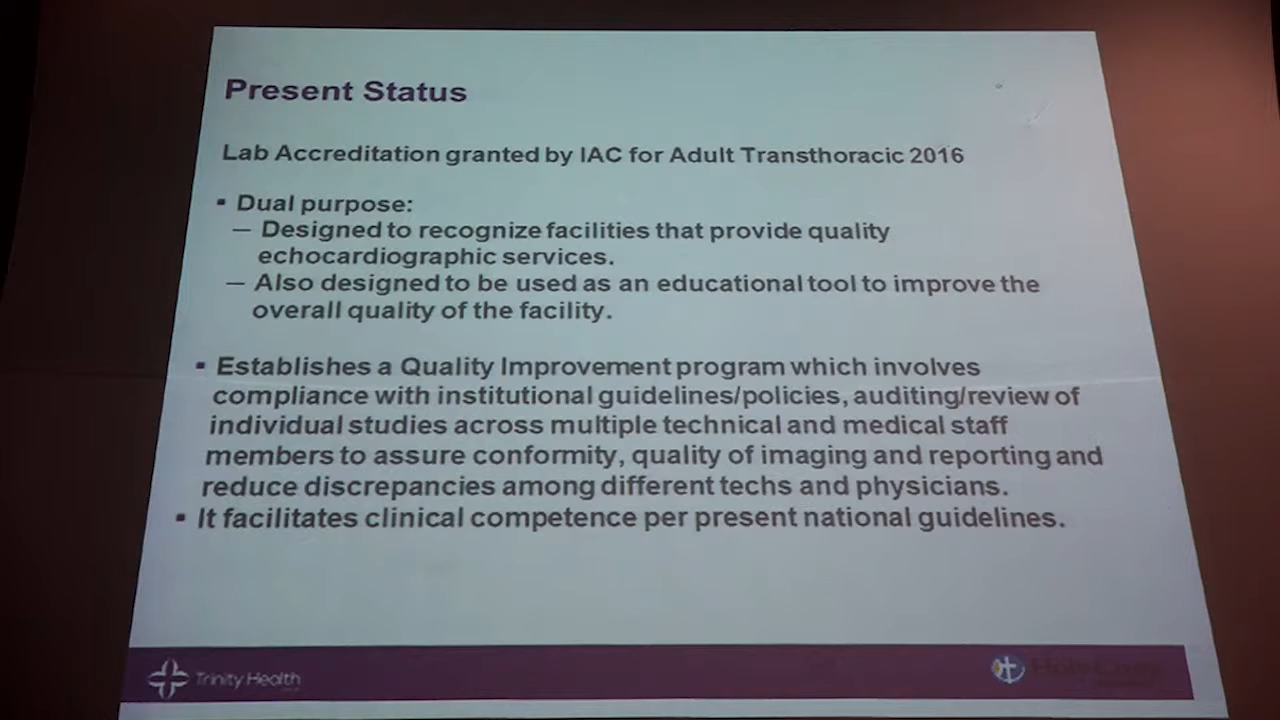 Present Status
Lab Accreditation granted by IAC for Adult Transthoracic 2016
▪ Dual purpose:
– Designed to recognize facilities that provide quality
echocardiographic services.
– Also designed to be used as an educational tool to improve the
overall quality of the facility.
▪ Establishes a Quality Improvement program which involves
compliance with institutional guidelines/policies, auditing/review of
individual studies across multiple technical and medical staff
members to assure conformity, quality of imaging and reporting and
reduce discrepancies among different techs and physicians.
▪ It facilitates clinical competence per present national guidelines.
Trinity Health